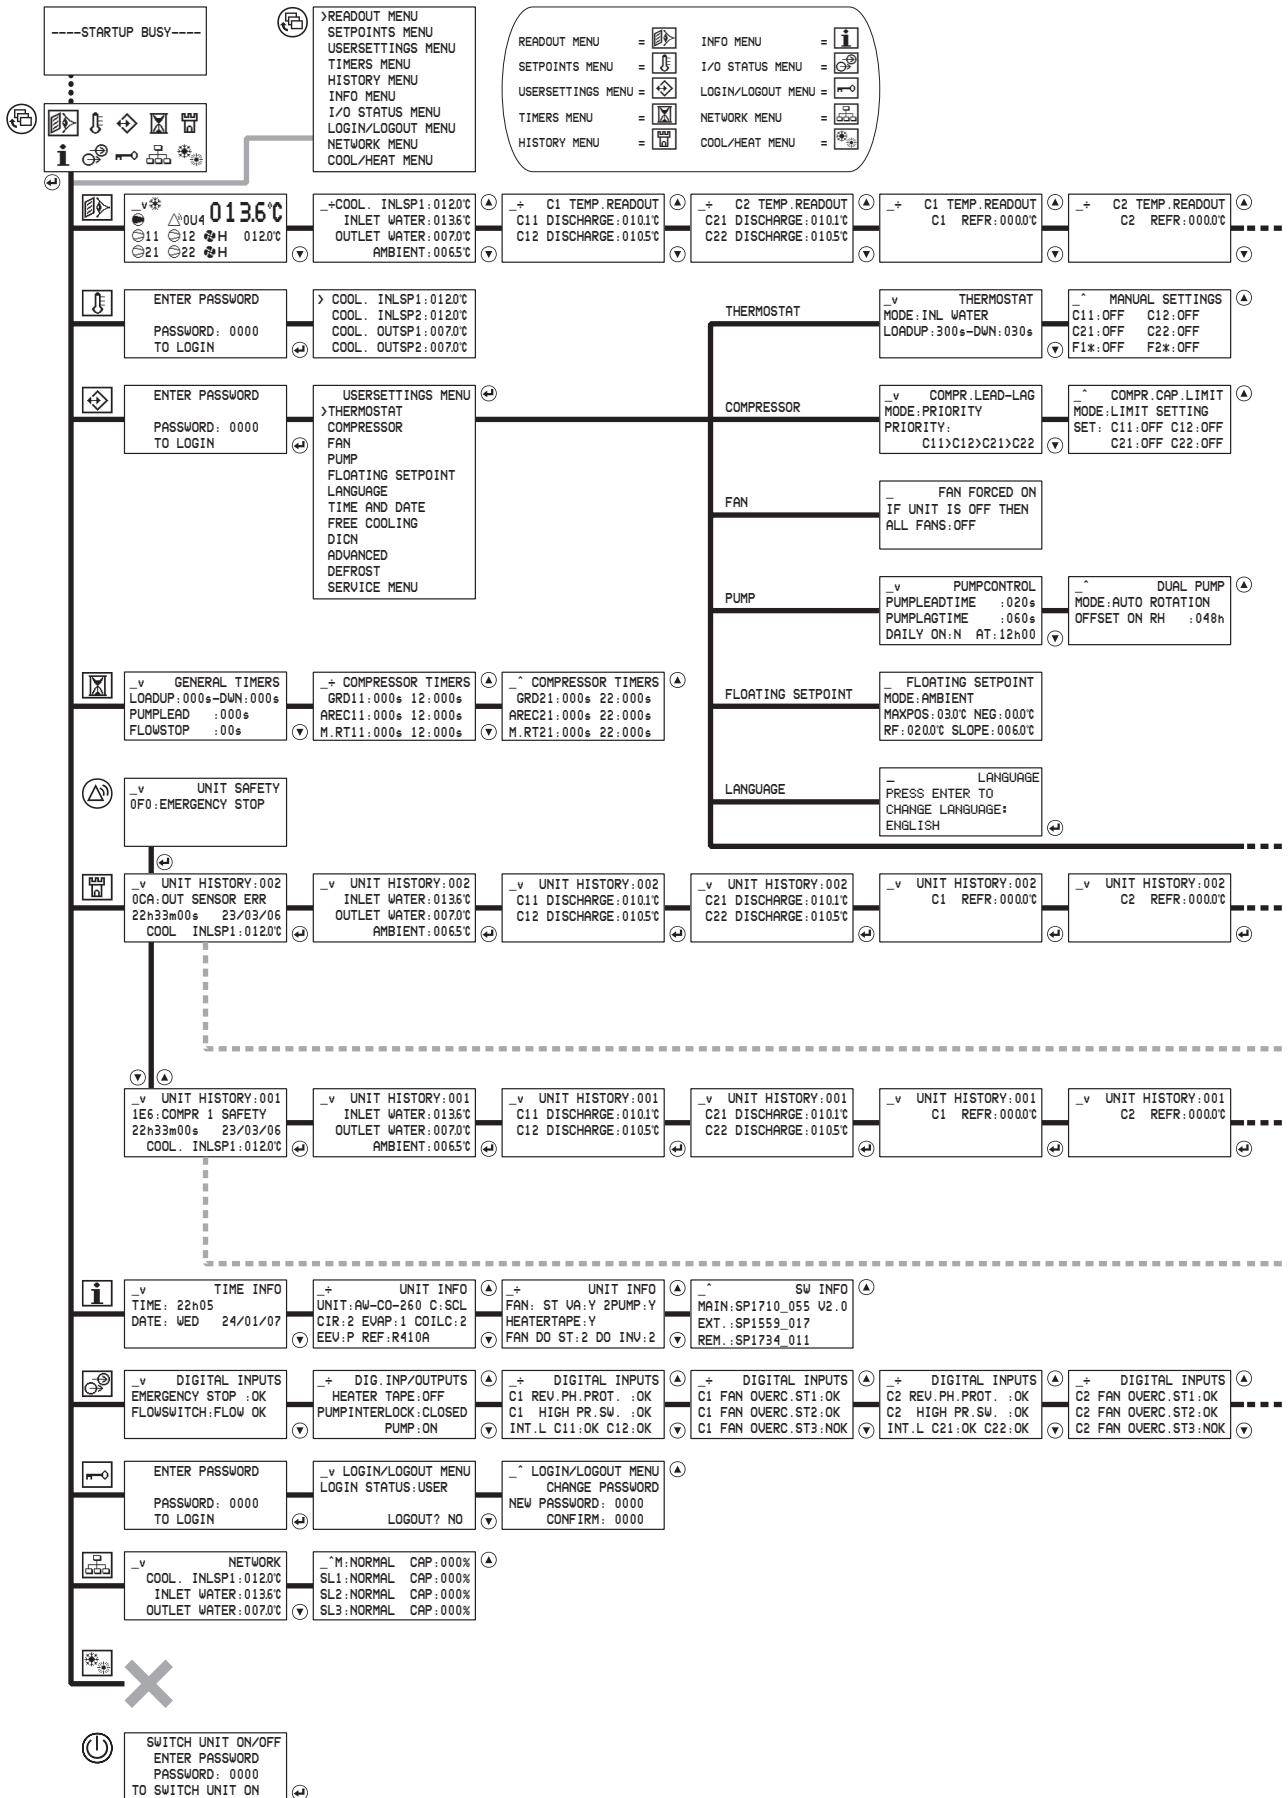 ----STARTUP BUSY----
>READOUT MENU
SETPOINTS MENU
USERSETTINGS MENU
TIMERS MENU
HISTORY MENU
INFO MENU
I/O STATUS MENU
LOGIN/LOGOUT MENU
NETWORK MENU
COOL/HEAT MENU
READOUT MENU =
SETPOINTS MENU =
USERSETTINGS MENU =
TIMERS MENU =
HISTORY MENU =
INFO MENU =
I/O STATUS MENU =
LOGIN/LOGOUT MENU =
NETWORK MENU =
COOL/HEAT MENU =
_v
0U4 013.6°C
11 12 H 012.0°C
21 22 H
_÷COOL. INLSP1:012.0°C
INLET WATER:013.6°C
OUTLET WATER:007.0°C
AMBIENT:006.5°C
_÷ C1 TEMP.READOUT
C11 DISCHARGE:010.1°C
C12 DISCHARGE:010.5°C
_÷ C2 TEMP.READOUT
C21 DISCHARGE:010.1°C
C22 DISCHARGE:010.5°C
_÷ C1 TEMP.READOUT
C1 REFR:000.0°C
_÷ C2 TEMP.READOUT
C2 REFR:000.0°C
ENTER PASSWORD
PASSWORD: 0000
TO LOGIN
> COOL. INLSP1:012.0°C
COOL. INLSP2:012.0°C
COOL. OUTSP1:007.0°C
COOL. OUTSP2:007.0°C
ENTER PASSWORD
PASSWORD: 0000
TO LOGIN
USERSETTINGS MENU
>THERMOSTAT
COMPRESSOR
FAN
PUMP
FLOATING SETPOINT
LANGUAGE
TIME AND DATE
FREE COOLING
DICN
ADVANCED
DEFROST
SERVICE MENU
THERMOSTAT
_v THERMOSTAT
MODE:INL WATER
LOADUP:300s-DWN:030s
_^ MANUAL SETTINGS
C11:OFF C12:OFF
C21:OFF C22:OFF
F1*:OFF F2*:OFF
COMPRESSOR
_v COMPR.LEAD-LAG
MODE:PRIORITY
PRIORITY:
C11>C12>C21>C22
_^ COMPR.CAP.LIMIT
MODE:LIMIT SETTING
SET: C11:OFF C12:OFF
C21:OFF C22:OFF
FAN
_ FAN FORCED ON
IF UNIT IS OFF THEN
ALL FANS:OFF
PUMP
_v PUMPCONTROL
PUMPLEADTIME :020s
PUMPLAGTIME :060s
DAILY ON:N AT:12h00
_^ DUAL PUMP
MODE:AUTO ROTATION
OFFSET ON RH :048h
FLOATING SETPOINT
_ FLOATING SETPOINT
MODE:AMBIENT
MAXPOS:03.0°C NEG:00.0°C
RF:020.0°C SLOPE:006.0°C
LANGUAGE
_ LANGUAGE
PRESS ENTER TO
CHANGE LANGUAGE:
ENGLISH
_v GENERAL TIMERS
LOADUP:000s-DWN:000s
PUMPLEAD :000s
FLOWSTOP :00s
_÷ COMPRESSOR TIMERS
GRD11:000s 12:000s
AREC11:000s 12:000s
M.RT11:000s 12:000s
_^ COMPRESSOR TIMERS
GRD21:000s 22:000s
AREC21:000s 22:000s
M.RT21:000s 22:000s
_v UNIT SAFETY
0F0:EMERGENCY STOP
_v UNIT HISTORY:002
0CA:OUT SENSOR ERR
22h33m00s 23/03/06
COOL INLSP1:012.0°C
_v UNIT HISTORY:002
INLET WATER:013.6°C
OUTLET WATER:007.0°C
AMBIENT:006.5°C
_v UNIT HISTORY:002
C11 DISCHARGE:010.1°C
C12 DISCHARGE:010.5°C
_v UNIT HISTORY:002
C21 DISCHARGE:010.1°C
C22 DISCHARGE:010.5°C
_v UNIT HISTORY:002
C1 REFR:000.0°C
_v UNIT HISTORY:002
C2 REFR:000.0°C
_v UNIT HISTORY:001
1E6:COMPR 1 SAFETY
22h33m00s 23/03/06
COOL. INLSP1:012.0°C
_v UNIT HISTORY:001
INLET WATER:013.6°C
OUTLET WATER:007.0°C
AMBIENT:006.5°C
_v UNIT HISTORY:001
C11 DISCHARGE:010.1°C
C12 DISCHARGE:010.5°C
_v UNIT HISTORY:001
C21 DISCHARGE:010.1°C
C22 DISCHARGE:010.5°C
_v UNIT HISTORY:001
C1 REFR:000.0°C
_v UNIT HISTORY:001
C2 REFR:000.0°C
_v TIME INFO
TIME: 22h05
DATE: WED 24/01/07
_÷ UNIT INFO
UNIT:AW-CO-260 C:SCL
CIR:2 EVAP:1 COILC:2
EEV:P REF:R410A
_÷ UNIT INFO
FAN: ST VA:Y 2PUMP:Y
HEATERTAPE:Y
FAN DO ST:2 DO INV:2
_^ SW INFO
MAIN:SP1710_055 V2.0
EXT.:SP1559_017
REM.:SP1734_011
_v DIGITAL INPUTS
EMERGENCY STOP :OK
FLOWSWITCH:FLOW OK
_÷ DIG.INP/OUTPUTS
HEATER TAPE:OFF
PUMPINTERLOCK:CLOSED
PUMP:ON
_÷ DIGITAL INPUTS
C1 REV.PH.PROT. :OK
C1 HIGH PR.SW. :OK
INT.L C11:OK C12:OK
_÷ DIGITAL INPUTS
C1 FAN OVERC.ST1:OK
C1 FAN OVERC.ST2:OK
C1 FAN OVERC.ST3:NOK
_÷ DIGITAL INPUTS
C2 REV.PH.PROT. :OK
C2 HIGH PR.SW. :OK
INT.L C21:OK C22:OK
_÷ DIGITAL INPUTS
C2 FAN OVERC.ST1:OK
C2 FAN OVERC.ST2:OK
C2 FAN OVERC.ST3:NOK
ENTER PASSWORD
PASSWORD: 0000
TO LOGIN
_v LOGIN/LOGOUT MENU
LOGIN STATUS:USER
LOGOUT? NO
_^ LOGIN/LOGOUT MENU
CHANGE PASSWORD
NEW PASSWORD: 0000
CONFIRM: 0000
_v NETWORK
COOL. INLSP1:012.0°C
INLET WATER:013.6°C
OUTLET WATER:007.0°C
_^M:NORMAL CAP:000%
SL1:NORMAL CAP:000%
SL2:NORMAL CAP:000%
SL3:NORMAL CAP:000%
SWITCH UNIT ON/OFF
ENTER PASSWORD
PASSWORD: 0000
TO SWITCH UNIT ON